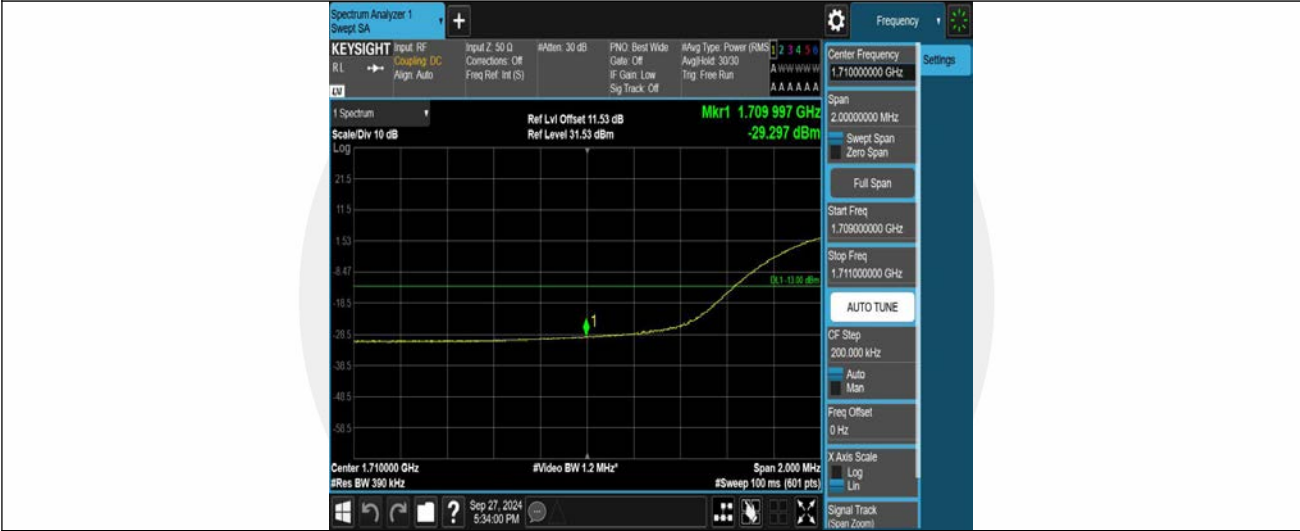 Spectrum Analyzer 1
Swept SA
+
Frequency
KEYSIGHT
RL
Input: RF
Coupling: DC
Align: Auto
Input Z: 50 Ω
Corrections: Off
Freq Ref: Int (S)
#Atten: 30 dB
PNO: Best Wide
Gate: Off
IF Gain: Low
Sig Track: Off
#Avg Type: Power (RMS
Avg|Hold: 30/30
Trig: Free Run
1 2 3 4 5 6
A W W W W W
A A A A A A
1 Spectrum
Scale/Div 10 dB
Log
Ref Lvl Offset 11.53 dB
Ref Level 31.53 dBm
Mkr1 1.709 997 GHz
-29.297 dBm
21.5
11.5
1.53
-8.47
-18.5
-28.5
-38.5
-48.5
-58.5
DL1 -13.00 dBm
1
Center 1.710000 GHz
#Res BW 390 kHz
#Video BW 1.2 MHz*
Span 2.000 MHz
#Sweep 100 ms (601 pts)
?
Sep 27, 2024
5:34:00 PM
Center Frequency
1.710000000 GHz
Settings
Span
2.00000000 MHz
Swept Span
Zero Span
Full Span
Start Freq
1.709000000 GHz
Stop Freq
1.711000000 GHz
AUTO TUNE
CF Step
200.000 kHz
Auto
Man
Freq Offset
0 Hz
X Axis Scale
Log
Lin
Signal Track
(Span Zoom)